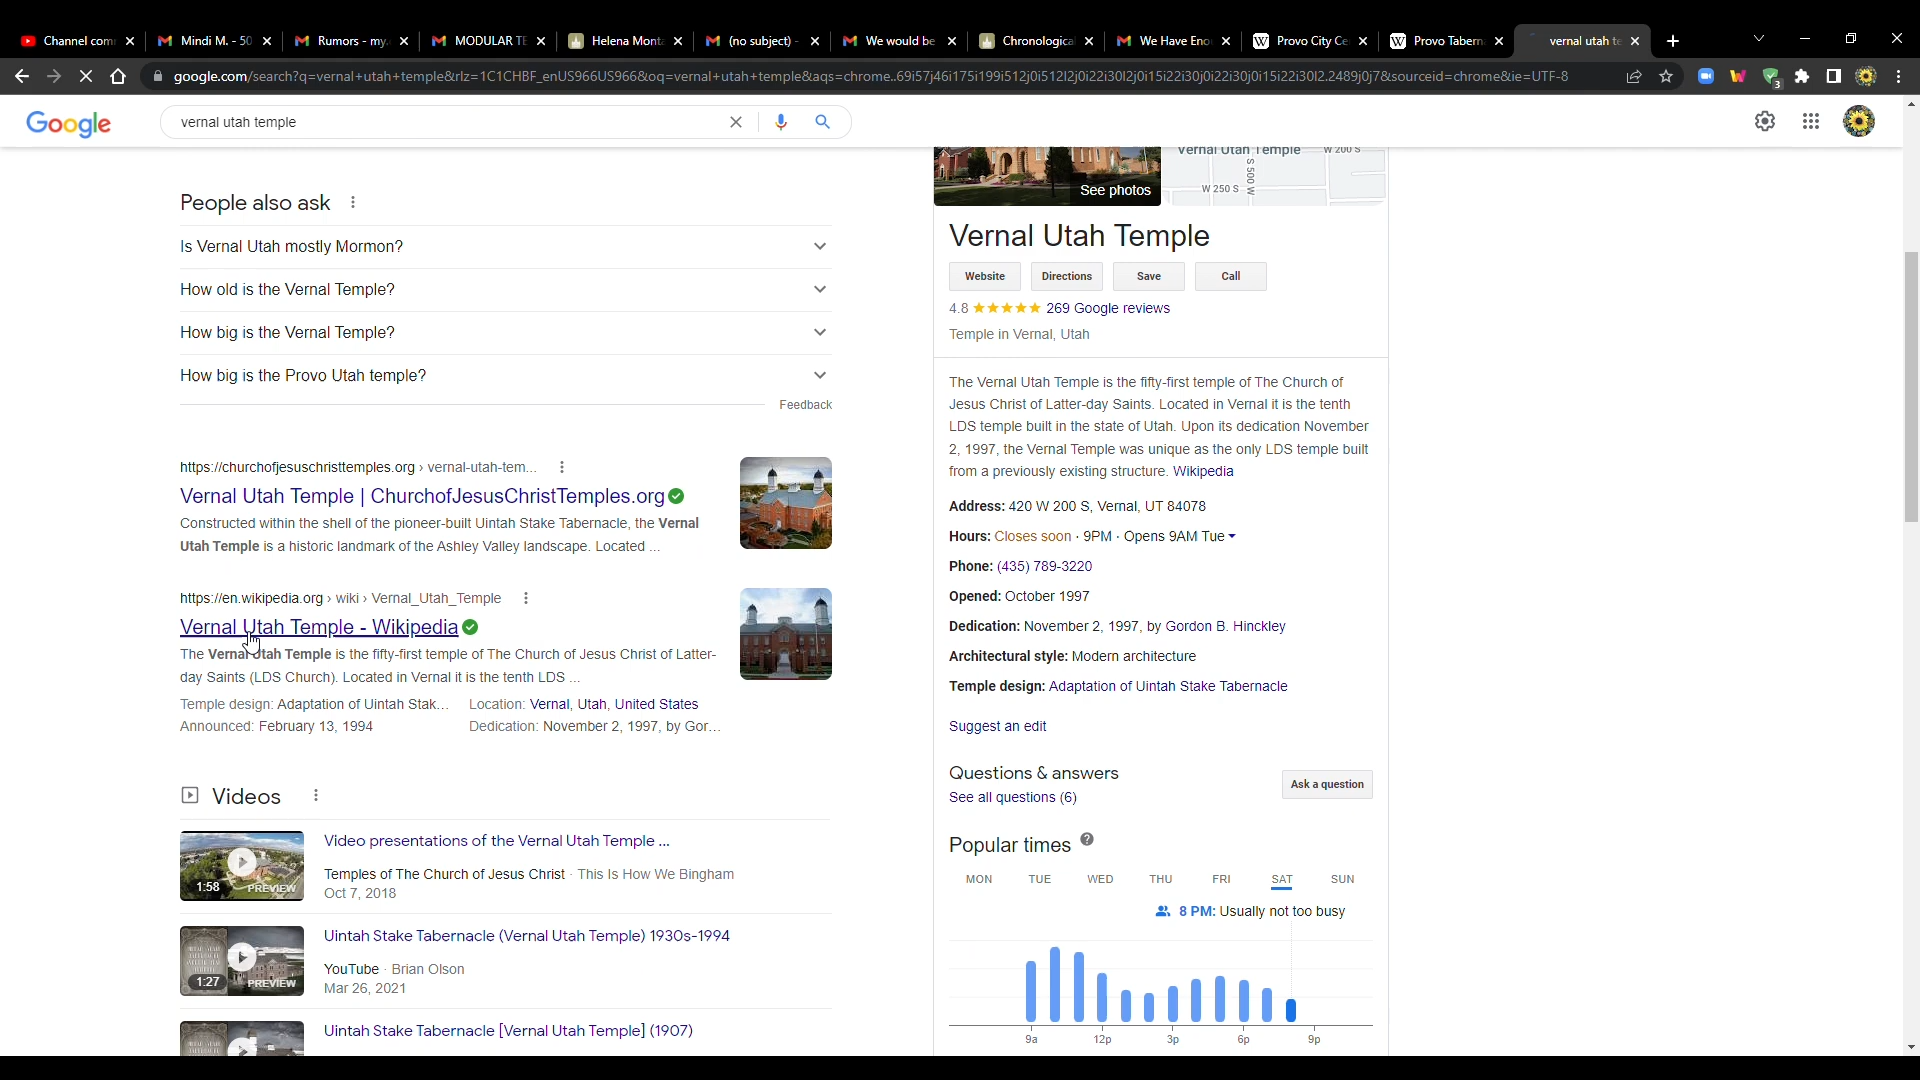 Channel com
Mindi M. - 50
Rumors - my.
MODULAR TE
Helena Monta
(no subject) -
We would be
Chronological
We Have Eno
Provo City Ce
Provo Tabern
vernal utah te
google.com/search?q=vernal+utah+temple&rlz=1C1CHBF_enUS966US966&oq=vernal+utah+temple&aqs=chrome..69i57j46i175i199i512j0i512l2j0i22i30l2j0i15i22i30j0i22i30j0i15i22i30l2.2489j0j7&sourceid=chrome&ie=UTF-8
3
Google
vernal utah temple
People also ask
Is Vernal Utah mostly Mormon?
How old is the Vernal Temple?
How big is the Vernal Temple?
How big is the Provo Utah temple?
Feedback
https://churchofjesuschristtemples.org › vernal-utah-tem...
Vernal Utah Temple | ChurchofJesusChristTemples.org
Constructed within the shell of the pioneer-built Uintah Stake Tabernacle, the Vernal
Utah Temple is a historic landmark of the Ashley Valley landscape. Located ...
https://en.wikipedia.org › wiki › Vernal_Utah_Temple
Vernal Utah Temple - Wikipedia
The Vernal Utah Temple is the fifty-first temple of The Church of Jesus Christ of Latter-
day Saints (LDS Church). Located in Vernal it is the tenth LDS ...
Temple design: Adaptation of Uintah Stak...
Location: Vernal, Utah, United States
Announced: February 13, 1994
Dedication: November 2, 1997, by Gor...
Videos
1:58
PREVIEW
Video presentations of the Vernal Utah Temple ...
Temples of The Church of Jesus Christ · This Is How We Bingham
Oct 7, 2018
1:27
PREVIEW
Uintah Stake Tabernacle (Vernal Utah Temple) 1930s-1994
YouTube · Brian Olson
Mar 26, 2021
Uintah Stake Tabernacle [Vernal Utah Temple] (1907)
See photos
Vernal Utah Temple
W 200 S
S 500 W
W 250 S
Vernal Utah Temple
Website
Directions
Save
Call
4.8
269 Google reviews
Temple in Vernal, Utah
The Vernal Utah Temple is the fifty-first temple of The Church of
Jesus Christ of Latter-day Saints. Located in Vernal it is the tenth
LDS temple built in the state of Utah. Upon its dedication November
2, 1997, the Vernal Temple was unique as the only LDS temple built
from a previously existing structure. Wikipedia
Address: 420 W 200 S, Vernal, UT 84078
Hours: Closes soon · 9PM · Opens 9AM Tue
Phone: (435) 789-3220
Opened: October 1997
Dedication: November 2, 1997, by Gordon B. Hinckley
Architectural style: Modern architecture
Temple design: Adaptation of Uintah Stake Tabernacle
Suggest an edit
Questions & answers
See all questions (6)
Ask a question
Popular times
MON TUE WED THU FRI SAT SUN
8 PM: Usually not too busy
9a 12p 3p 6p 9p